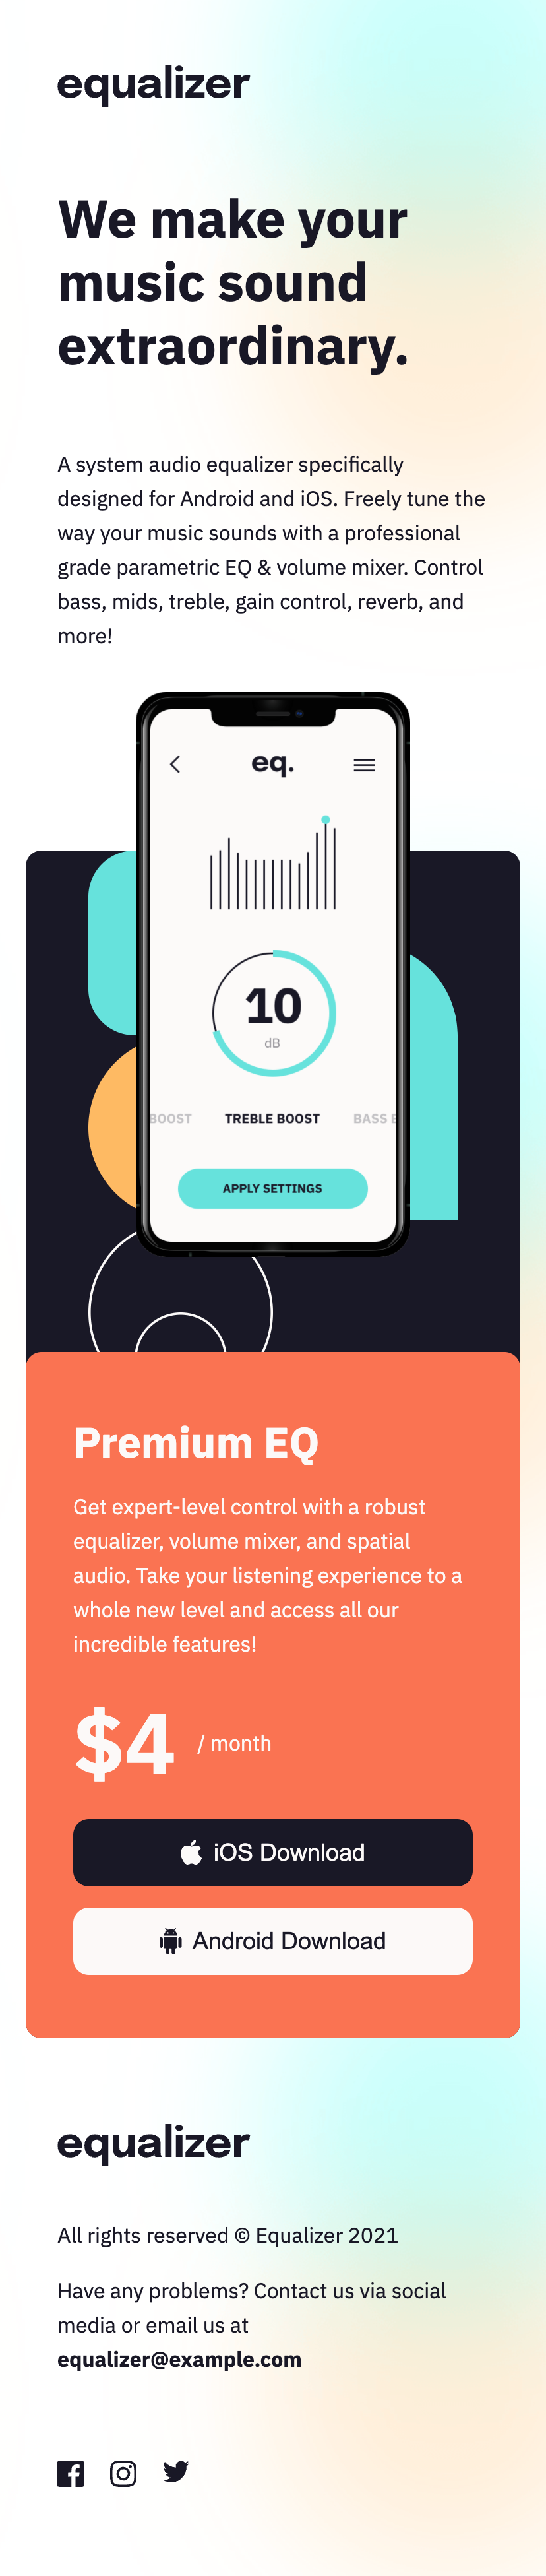 equalizer
We make your
music sound
extraordinary.
A system audio equalizer specifically
designed for Android and iOS. Freely tune the
way your music sounds with a professional
grade parametric EQ & volume mixer. Control
bass, mids, treble, gain control, reverb, and
more!
eq.
10
dB
BOOST TREBLE BOOST BASS
APPLY SETTINGS
Premium EQ
Get expert-level control with a robust
equalizer, volume mixer, and spatial
audio. Take your listening experience to a
whole new level and access all our
incredible features!
$4 / month
iOS Download
Android Download
equalizer
All rights reserved © Equalizer 2021
Have any problems? Contact us via social
media or email us at
equalizer@example.com